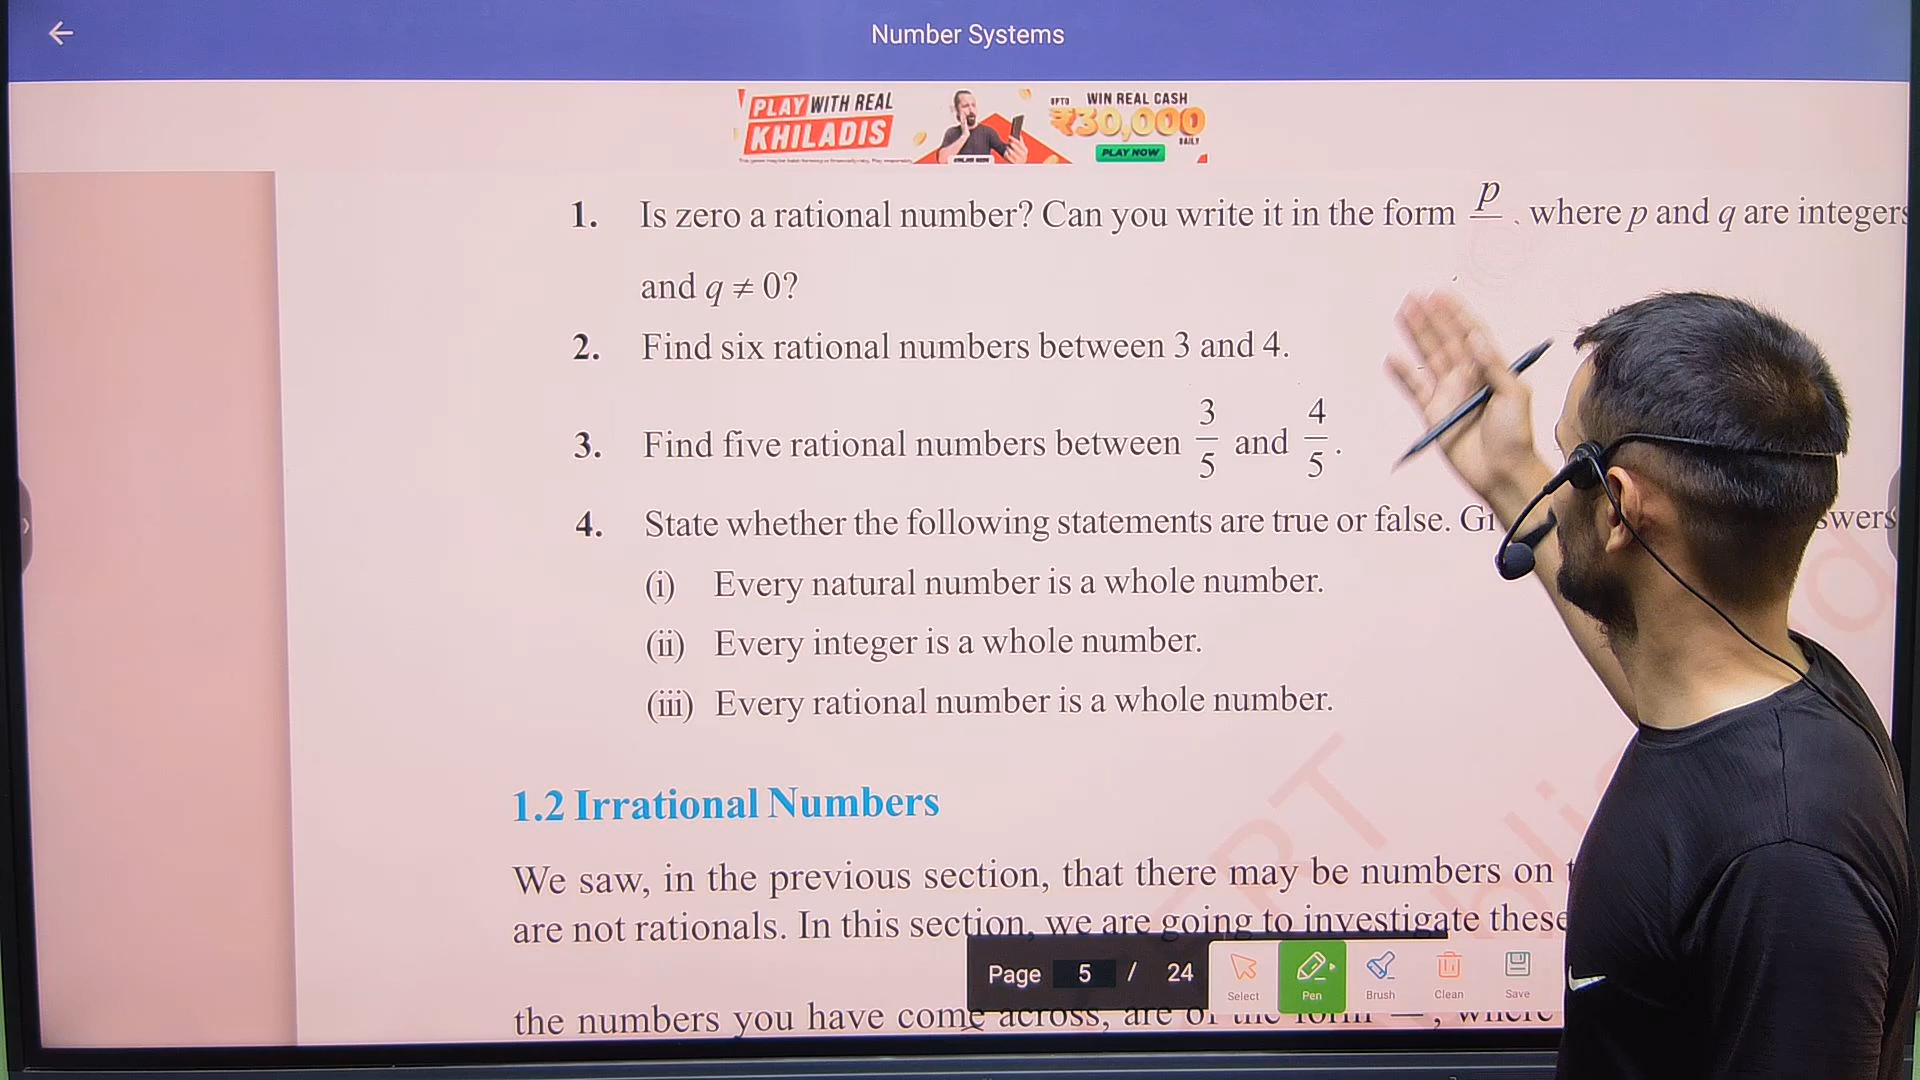 Number Systems
PLAY WITH REAL
KHILADIS
UPTO WIN REAL CASH
₹30,000
DAILY
PLAY NOW
1. Is zero a rational number? Can you write it in the form p , where p and q are integers
and q ≠ 0?
2. Find six rational numbers between 3 and 4.
3. Find five rational numbers between 3/5 and 4/5.
4. State whether the following statements are true or false.
(i) Every natural number is a whole number.
(ii) Every integer is a whole number.
(iii) Every rational number is a whole number.
1.2 Irrational Numbers
We saw, in the previous section, that there may be numbers on
are not rationals. In this section, we are going to investigate these
the numbers you have come across, are of the form
Page 5 / 24
Select
Pen
Brush
Clean
Save